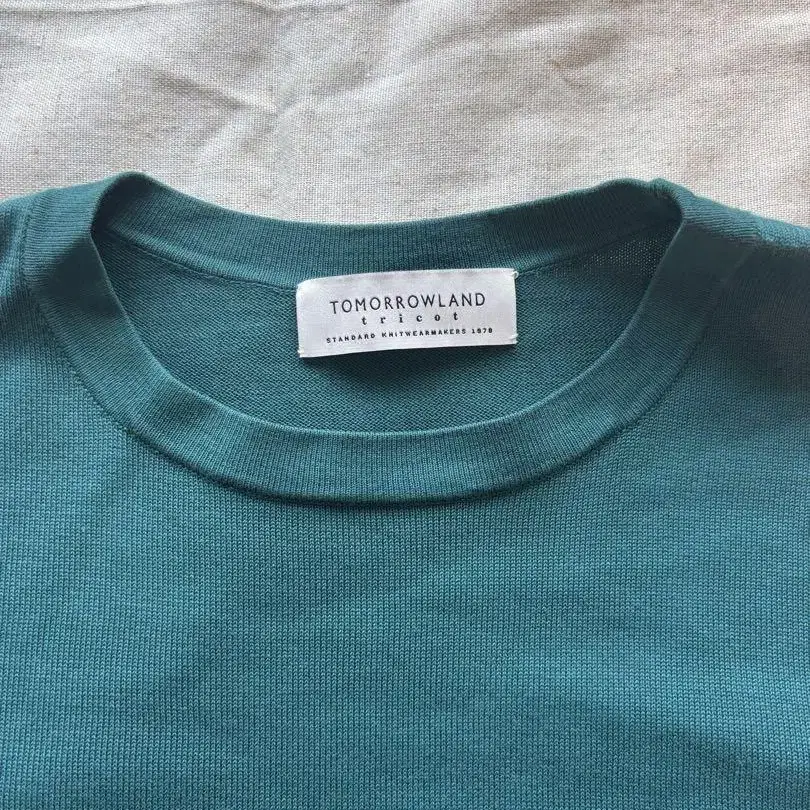 TOMORROWLAND
tricot
STANDARD KNITWEARMAKERS 1978